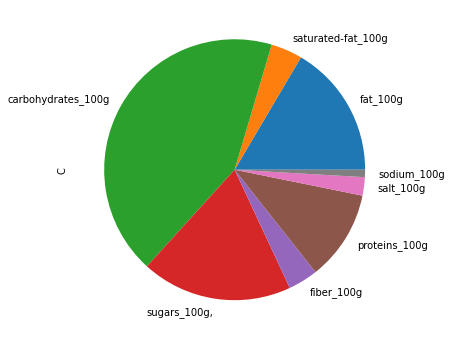 saturated-fat_100g
fat_100g
carbohydrates_100g
C
sodium_100g
salt_100g
proteins_100g
fiber_100g
sugars_100g,